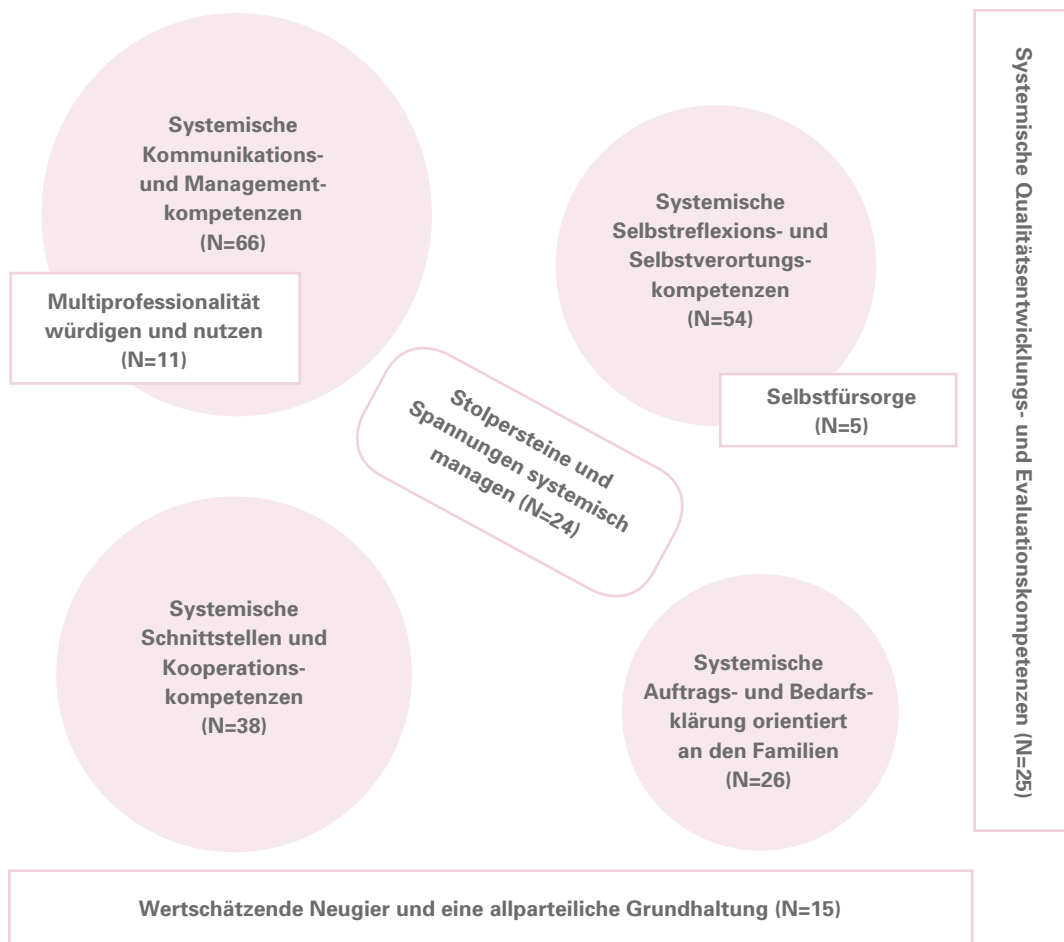 Systemische
Kommunikations-
und Management-
kompetenzen
(N=66)
Multiprofessionalität
würdigen und nutzen
(N=11)
Systemische
Selbstreflexions- und
Selbstverortungs-
kompetenzen
(N=54)
Selbstfürsorge
(N=5)
Stolpersteine und
Spannungen systemisch
managen (N=24)
Systemische
Schnittstellen und
Kooperations-
kompetenzen
(N=38)
Systemische
Auftrags- und Bedarfs-
klärung orientiert
an den Familien
(N=26)
Systemische Qualitätsentwicklungs- und Evaluationskompetenzen (N=25)
Wertschätzende Neugier und eine allparteiliche Grundhaltung (N=15)